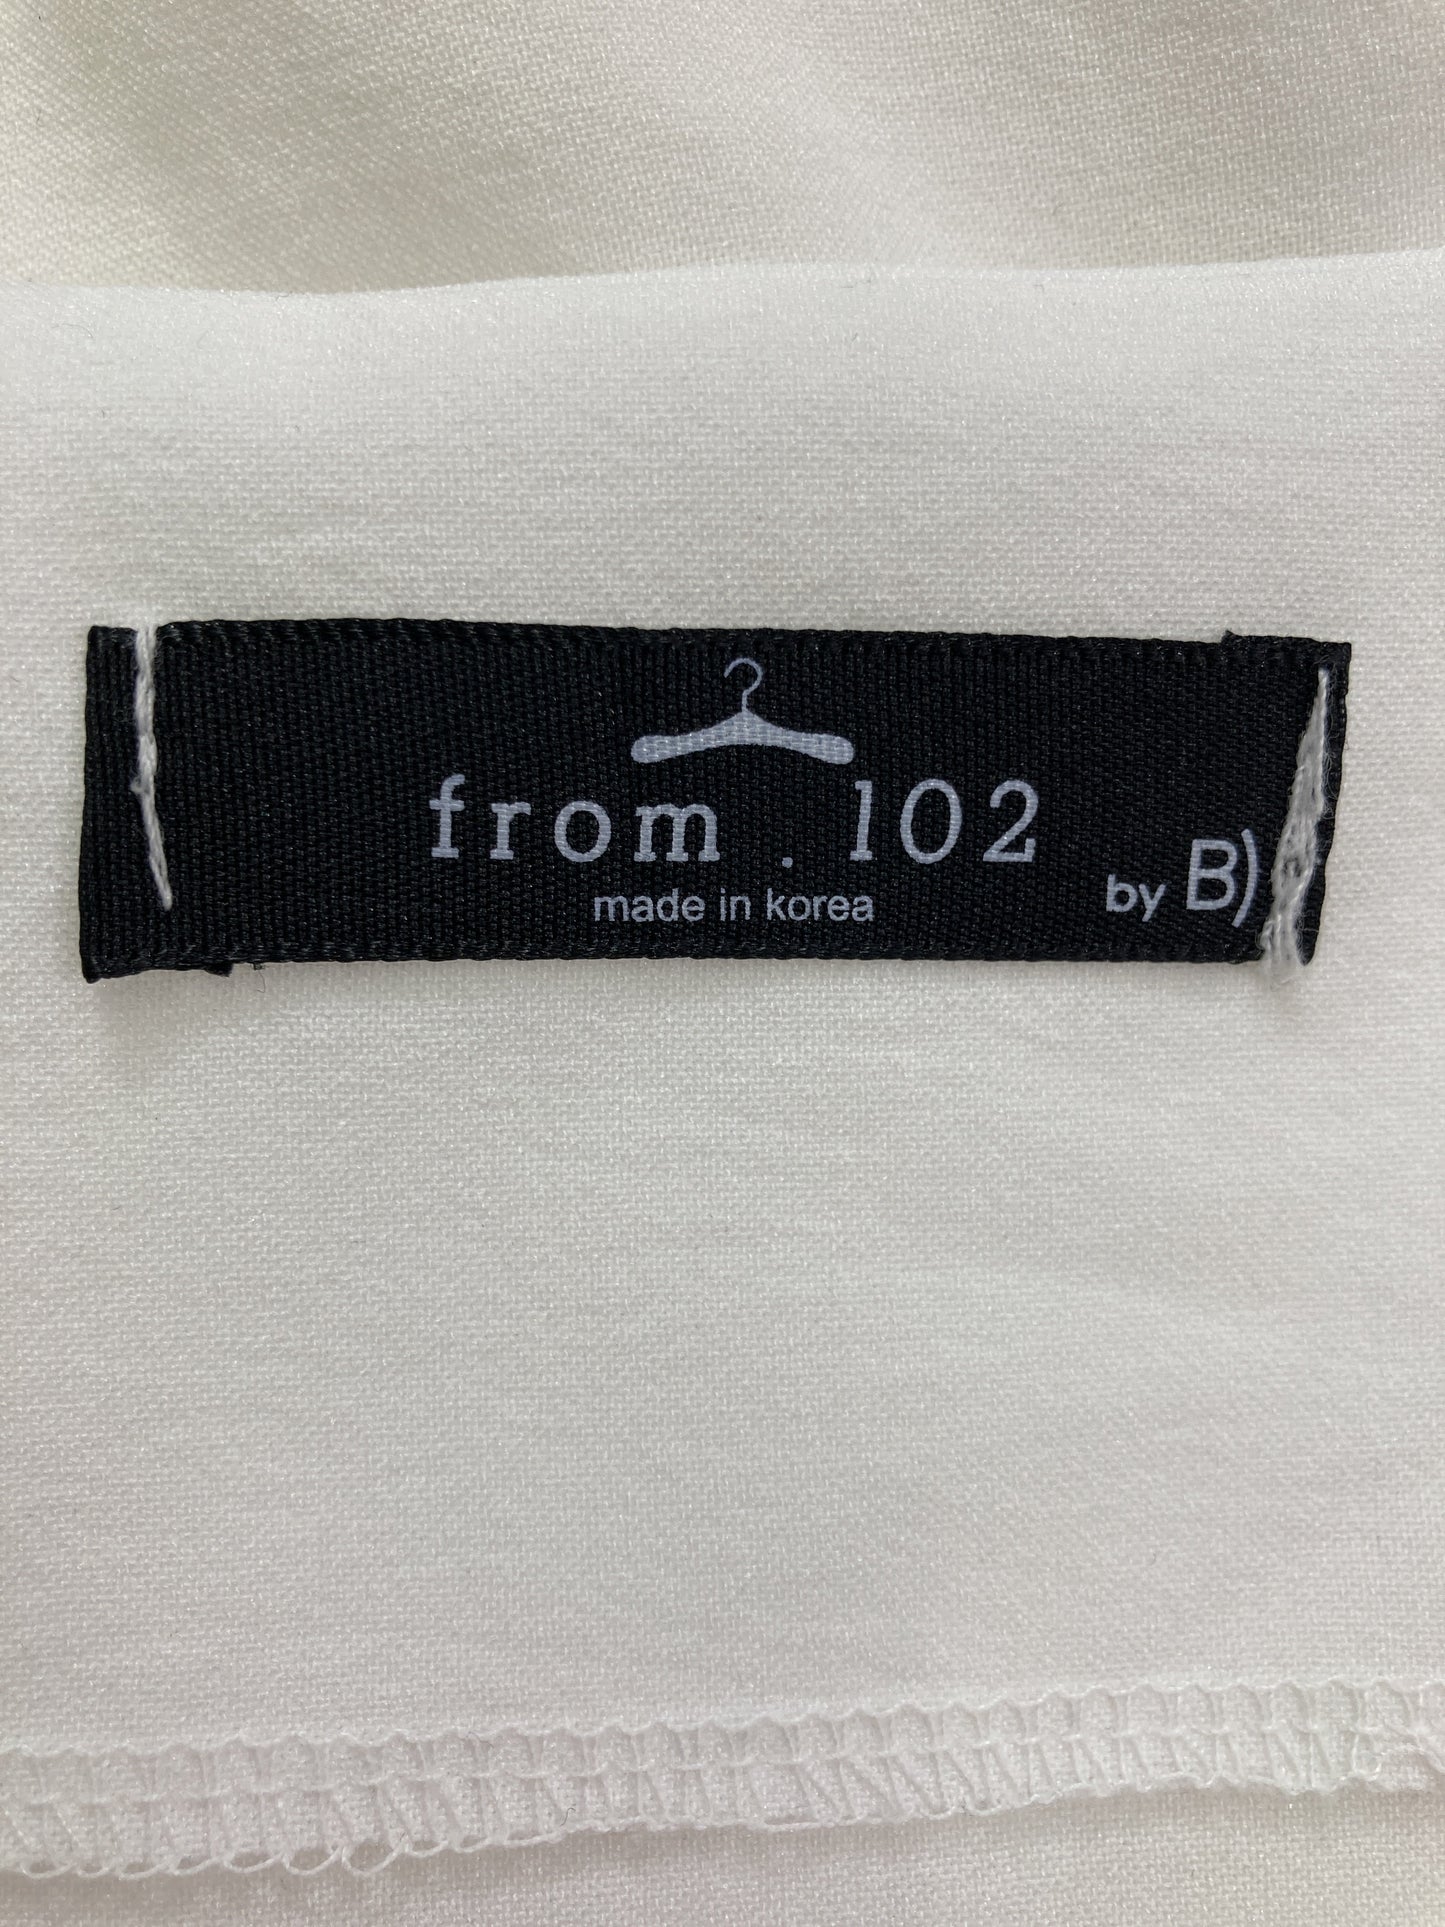 from . 102
made in korea
by B)